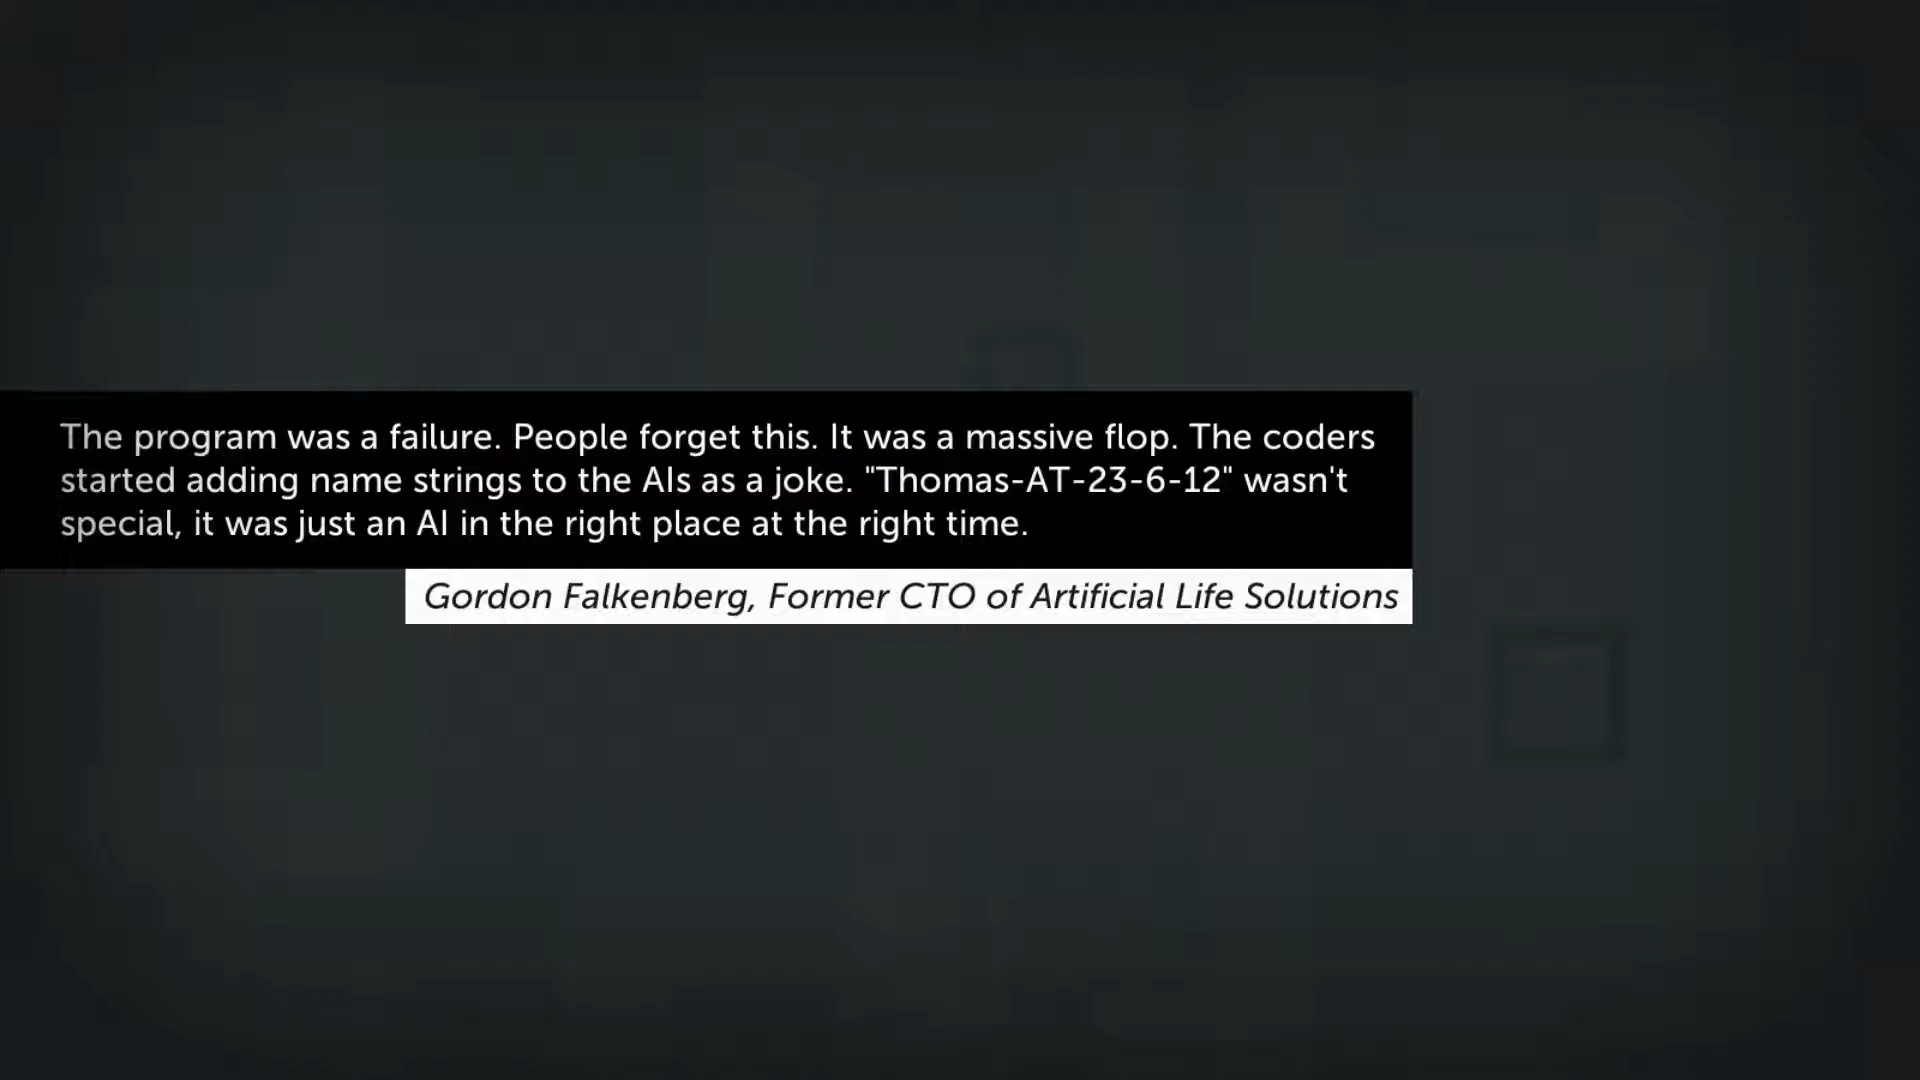 The program was a failure. People forget this. It was a massive flop. The coders
started adding name strings to the AIs as a joke. "Thomas-AT-23-6-12" wasn't
special, it was just an AI in the right place at the right time.
Gordon Falkenberg, Former CTO of Artificial Life Solutions